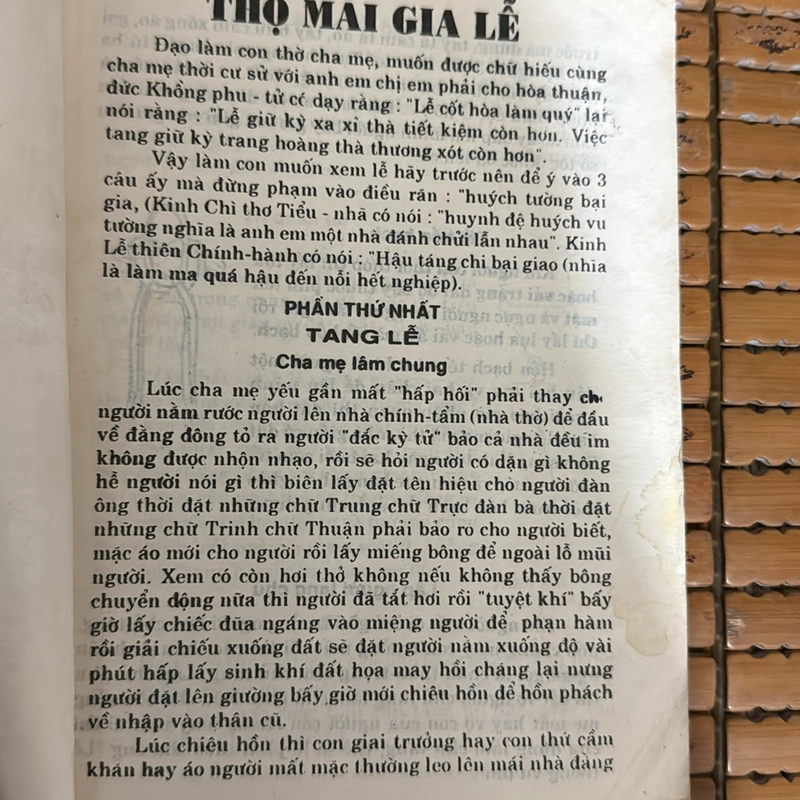 THỌ MAI GIA LỄ
Đạo làm con thờ cha mẹ, muốn được chữ hiếu cùng
cha mẹ thời cư sử với anh em chị em phải cho hòa thuận,
đức Khổng phu - tử có dạy rằng : "Lễ cốt hòa làm quý" lại
nói rằng : "Lễ giữ kỳ xa xỉ thà tiết kiệm còn hơn. Việc
tang giữ kỳ trang hoàng thà thương xót còn hơn".
Vậy làm con muốn xem lễ hãy trước nên để ý vào 3
câu ấy mà đừng phạm vào điều răn : "huých tường bại
gia, (Kinh Chì thơ Tiểu - nhã có nói : "huynh đệ huých vu
tường nghĩa là anh em một nhà đánh chửi lẫn nhau". Kinh
Lễ thiên Chính-hành có nói : "Hậu táng chi bại giao (nhĩa
là làm ma quá hậu đến nỗi hết nghiệp).
PHẦN THỨ NHẤT
TANG LỄ
Cha mẹ lâm chung
Lúc cha mẹ yếu gần mất "hấp hối" phải thay
người nằm rước người lên nhà chính-tẩm (nhà thờ) để đầu
về đằng đông tỏ ra người "đắc kỳ tử" bảo cả nhà đều im
không được nhộn nhạo, rồi sẽ hỏi người có dặn gì không
hễ người nói gì thì biên lấy đặt tên hiệu cho người đàn
ông thời đặt những chữ Trung chữ Trực đàn bà thời đặt
những chữ Trinh chữ Thuận phải bảo ro cho người biết,
mặc áo mới cho người rồi lấy miếng bông để ngoài lỗ mũi
người. Xem có còn hơi thở không nếu không thấy bông
chuyển động nữa thì người đã tắt hơi rồi "tuyệt khí" bấy
giờ lấy chiếc đũa ngáng vào miệng người để phạn hàm
rồi giải chiếu xuống đất sẽ đặt người nằm xuống độ vài
phút hấp lấy sinh khí đất họa may hồi chăng lại nưng
người đặt lên giường bấy giờ mới chiêu hồn để hồn phách
về nhập vào thân cũ.
Lúc chiêu hồn thì con giai trưởng hay con thứ cầm
khăn hay áo người mất mặc thường leo lên mái nhà đàng